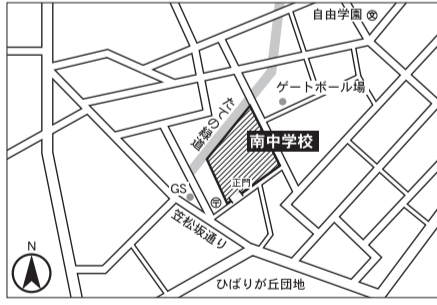 自由学園
ゲートボール場
たての緑道
南中学校
正門
GS
笠松坂通り
N
ひばりが丘団地